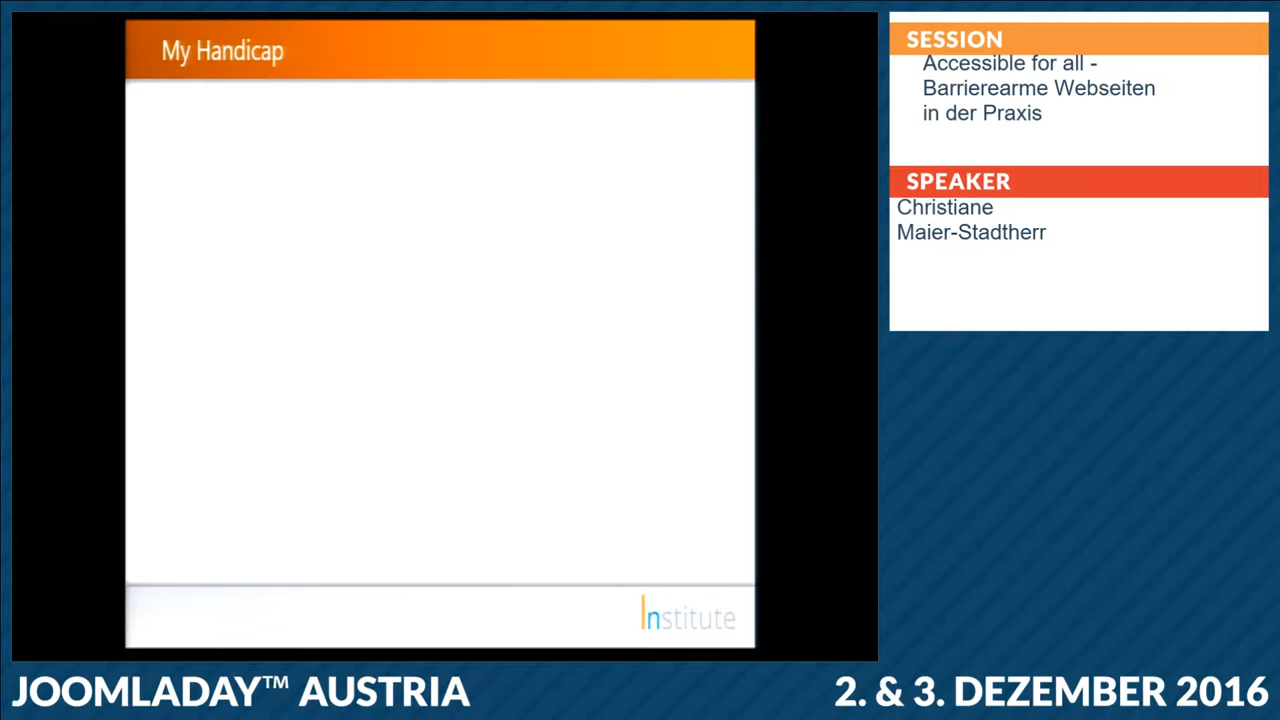 My Handicap
Institute
SESSION
Accessible for all -
Barrierearme Webseiten
in der Praxis
SPEAKER
Christiane
Maier-Stadtherr
JOOMLADAY™ AUSTRIA
2. & 3. DEZEMBER 2016